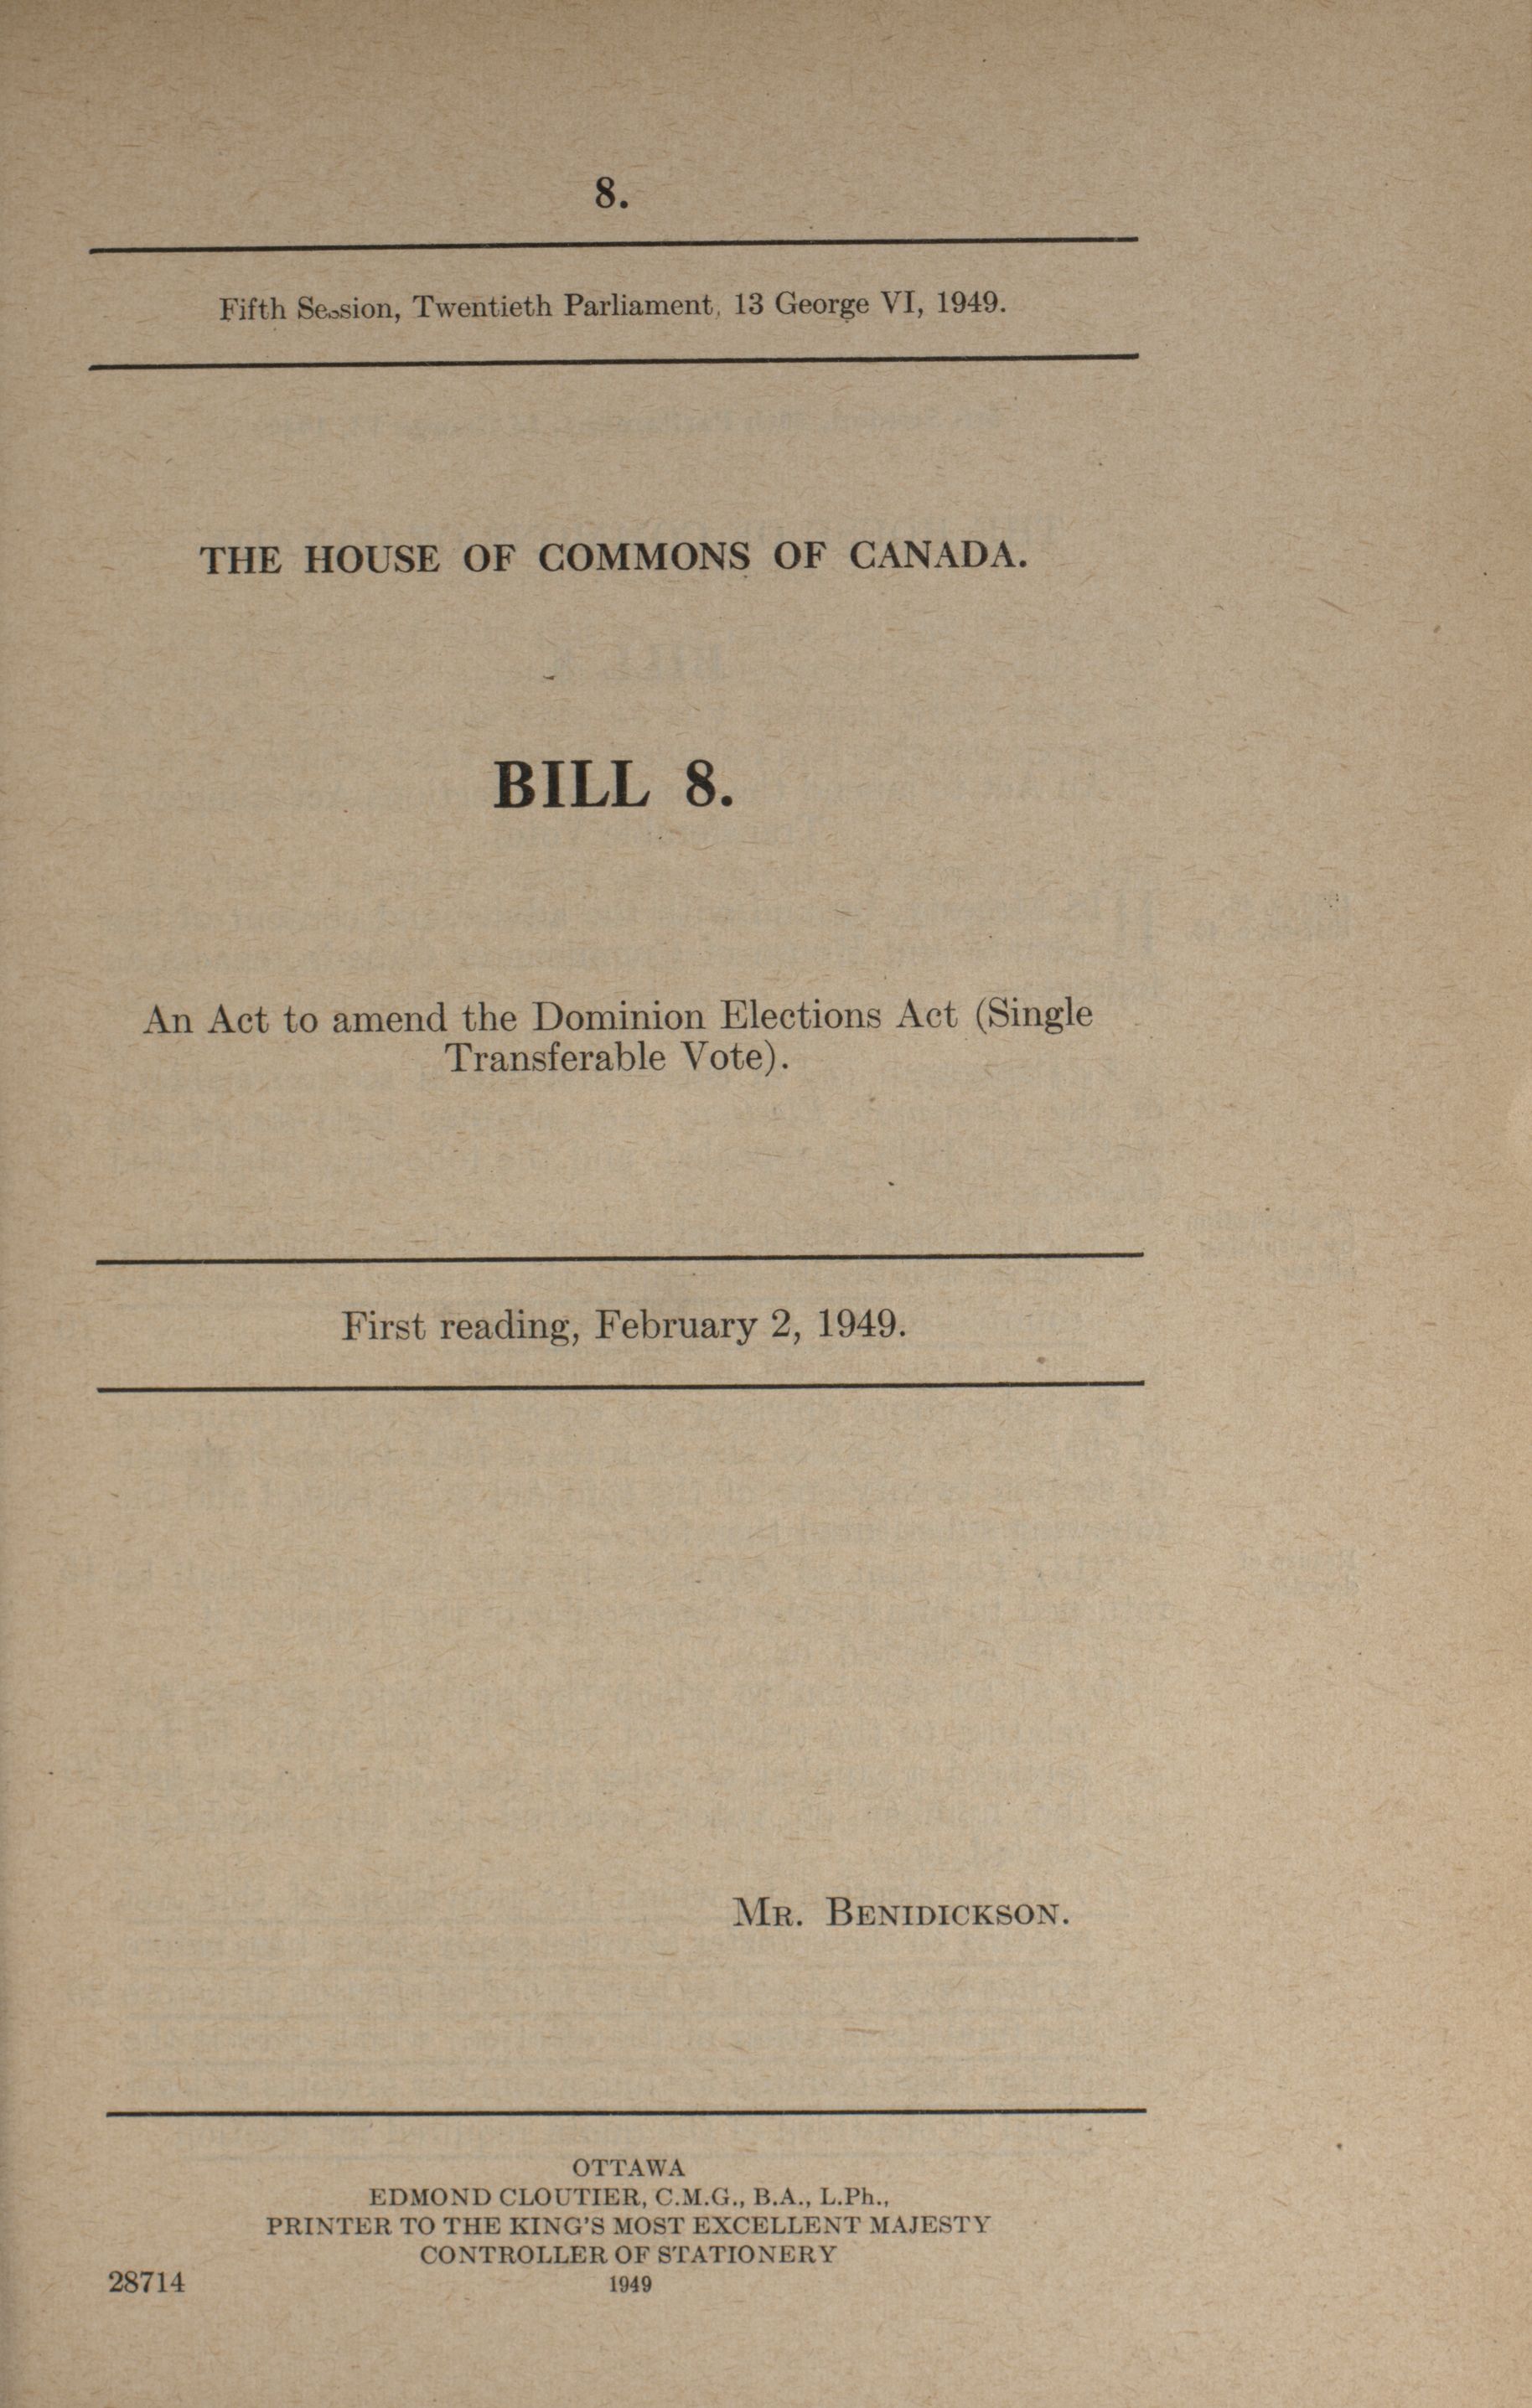 8.
Fifth Session, Twentieth Parliament, 13 George VI, 1949.
THE HOUSE OF COMMONS OF CANADA.
BILL 8.
An Act to amend the Dominion Elections Act (Single
Transferable Vote).
First reading, February 2, 1949.
MR. BENIDICKSON.
OTTAWA
EDMOND CLOUTIER, C.M.G., B.A., L.Ph.,
PRINTER TO THE KING'S MOST EXCELLENT MAJESTY
CONTROLLER OF STATIONERY
28714 1949